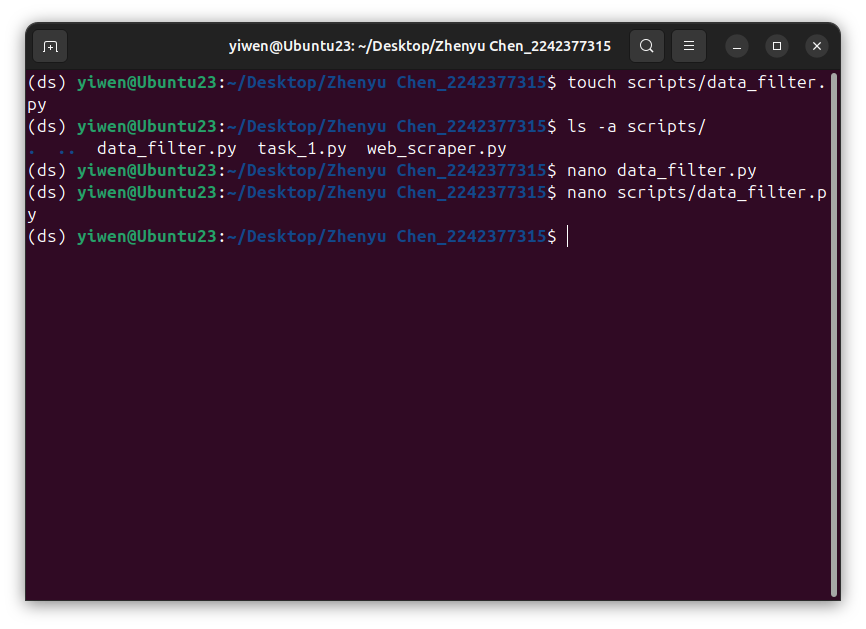 yiwen@Ubuntu23: ~/Desktop/Zhenyu Chen_2242377315
(ds) yiwen@Ubuntu23:~/Desktop/Zhenyu Chen_2242377315$ touch scripts/data_filter.
py
(ds) yiwen@Ubuntu23:~/Desktop/Zhenyu Chen_2242377315$ ls -a scripts/
.  ..  data_filter.py  task_1.py  web_scraper.py
(ds) yiwen@Ubuntu23:~/Desktop/Zhenyu Chen_2242377315$ nano data_filter.py
(ds) yiwen@Ubuntu23:~/Desktop/Zhenyu Chen_2242377315$ nano scripts/data_filter.p
y
(ds) yiwen@Ubuntu23:~/Desktop/Zhenyu Chen_2242377315$